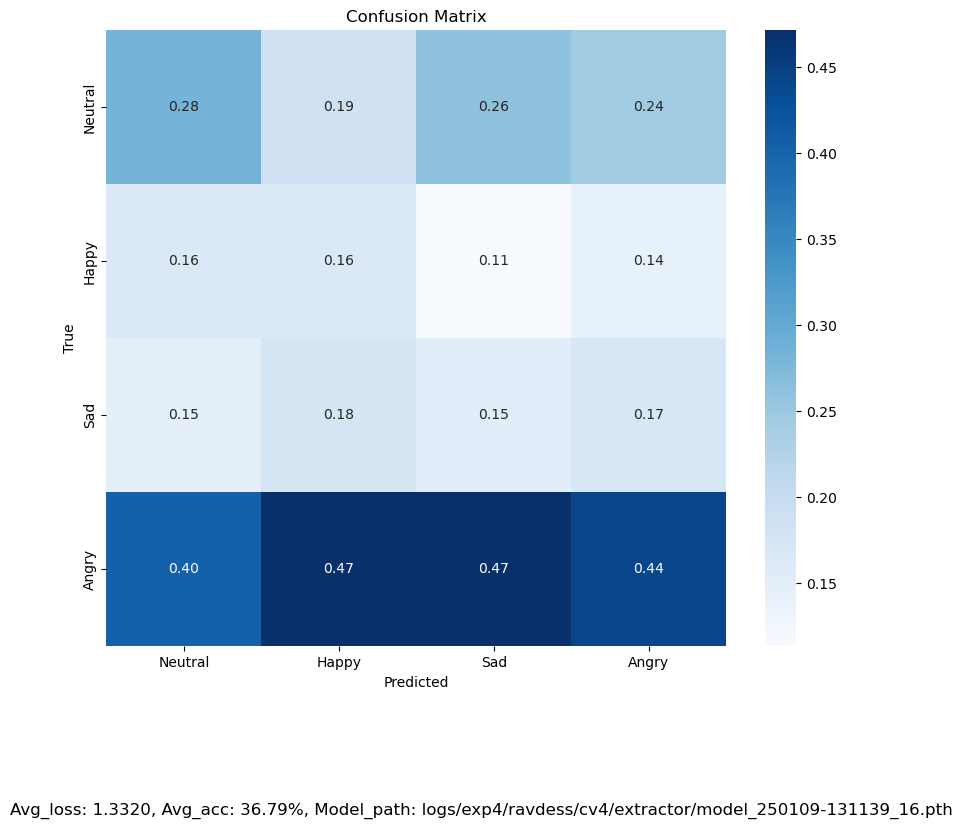 Confusion Matrix
Neutral 0.28 0.19 0.26 0.24
Happy 0.16 0.16 0.11 0.14
Sad 0.15 0.18 0.15 0.17
Angry 0.40 0.47 0.47 0.44
True
Neutral Happy Sad Angry
Predicted
0.45
0.40
0.35
0.30
0.25
0.20
0.15
Avg_loss: 1.3320, Avg_acc: 36.79%, Model_path: logs/exp4/ravdess/cv4/extractor/model_250109-131139_16.pth